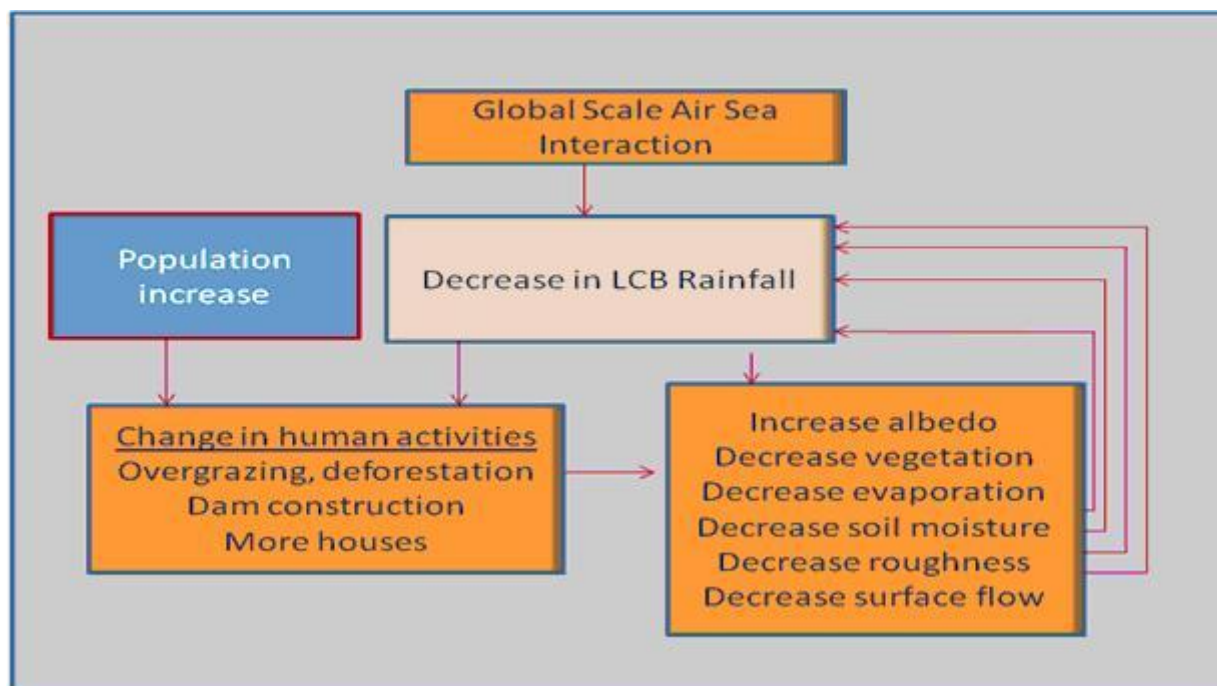 Global Scale Air Sea
Interaction
Population
increase
Decrease in LCB Rainfall
Change in human activities
Overgrazing, deforestation
Dam construction
More houses
Increase albedo
Decrease vegetation
Decrease evaporation
Decrease soil moisture
Decrease roughness
Decrease surface flow